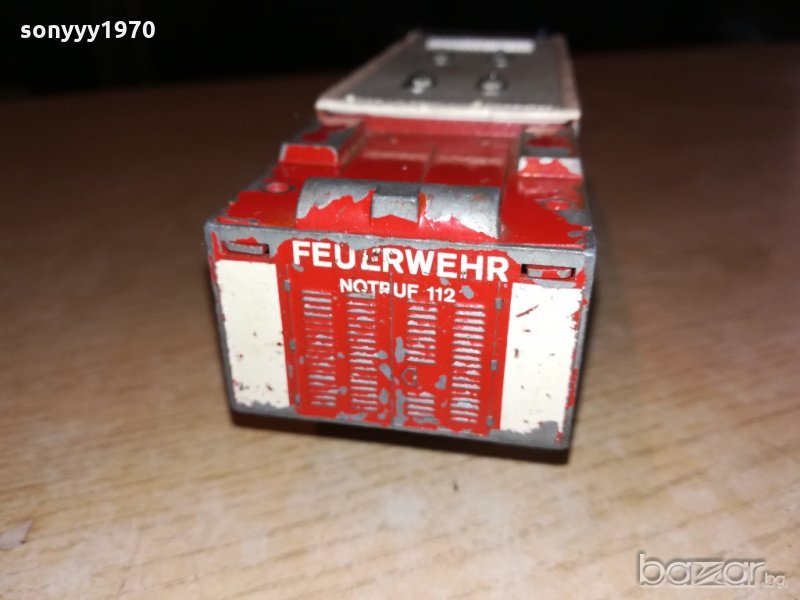 sonyyy1970
FEUERWEHR
NOTRUF 112
bazar.bg